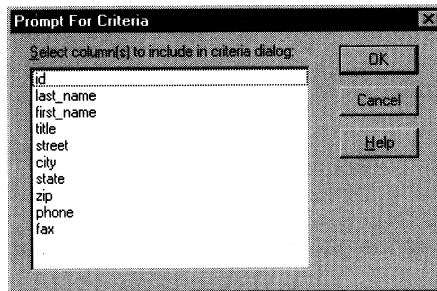 Prompt For Criteria
Select column(s) to include in criteria dialog:
OK
id
last_name
first_name
title
street
city
state
zip
phone
fax
Cancel
Help